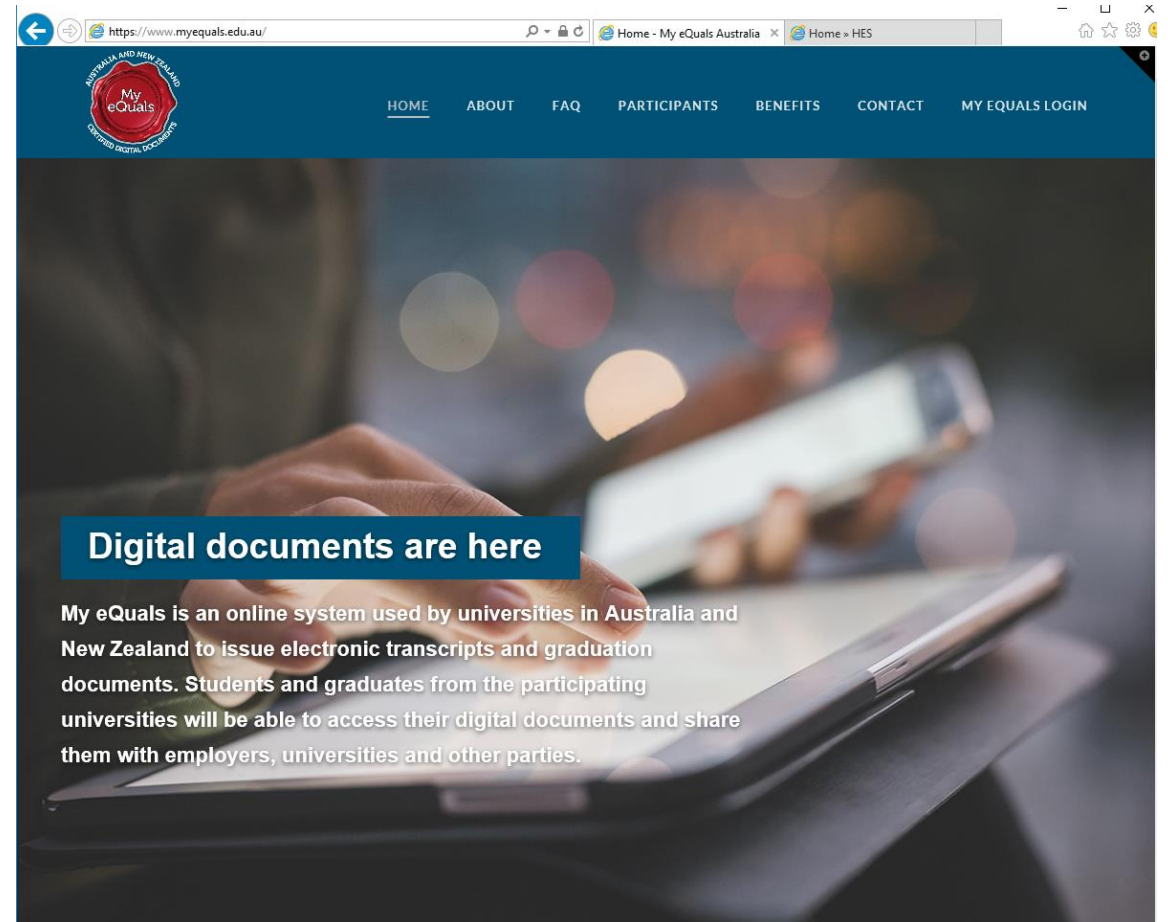 https://www.myequals.edu.au/
Home - My eQuals Australia
Home » HES
AUSTRALIA AND NEW ZEALAND
My
eQuals
CERTIFIED DIGITAL DOCUMENTS
HOME ABOUT FAQ PARTICIPANTS BENEFITS CONTACT MY EQUALS LOGIN
Digital documents are here
My eQuals is an online system used by universities in Australia and
New Zealand to issue electronic transcripts and graduation
documents. Students and graduates from the participating
universities will be able to access their digital documents and share
them with employers, universities and other parties.